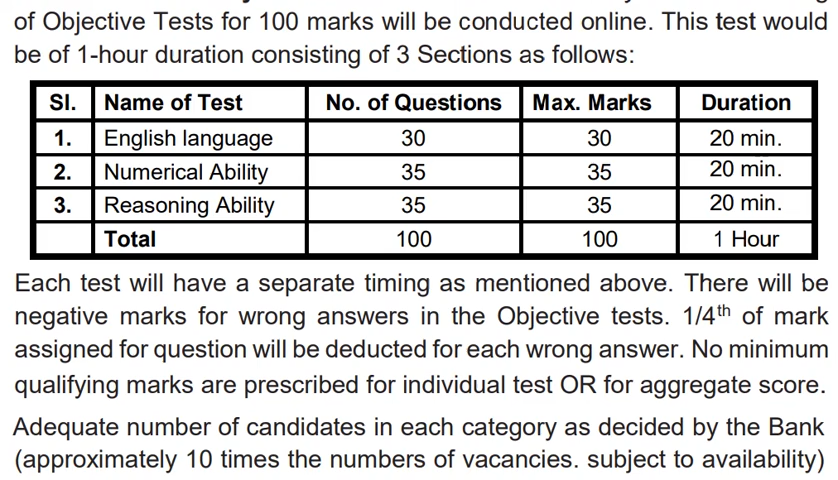 of Objective Tests for 100 marks will be conducted online. This test would
be of 1-hour duration consisting of 3 Sections as follows:
Sl. Name of Test No. of Questions Max. Marks Duration
1. English language 30 30 20 min.
2. Numerical Ability 35 35 20 min.
3. Reasoning Ability 35 35 20 min.
Total 100 100 1 Hour
Each test will have a separate timing as mentioned above. There will be
negative marks for wrong answers in the Objective tests. 1/4th of mark
assigned for question will be deducted for each wrong answer. No minimum
qualifying marks are prescribed for individual test OR for aggregate score.
Adequate number of candidates in each category as decided by the Bank
(approximately 10 times the numbers of vacancies. subject to availability)